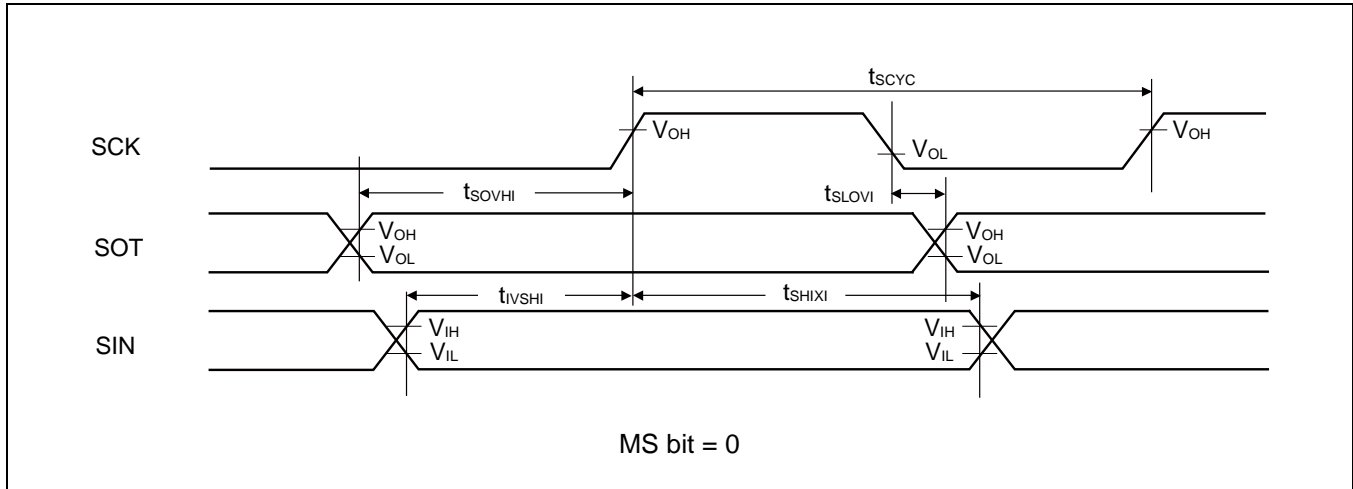 tSCYC
SCK
VOH
VOL
VOH
tSOVHI
tSLOVI
SOT
VOH
VOL
VOH
VOL
tIVSHI
tSHIXI
SIN
VIH
VIL
VIH
VIL
MS bit = 0